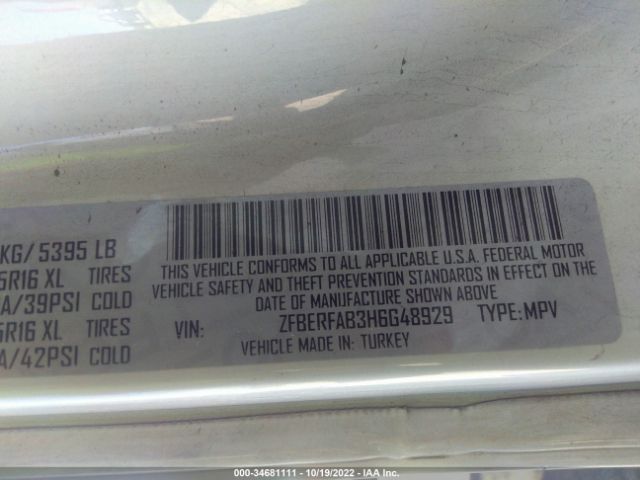 KG/ 5395 LB
5R16 XL TIRES
A/39PSI COLD
5R16 XL TIRES
A/42PSI COLD
THIS VEHICLE CONFORMS TO ALL APPLICABLE U.S.A. FEDERAL MOTOR
VEHICLE SAFETY AND THEFT PREVENTION STANDARDS IN EFFECT ON THE
DATE OF MANUFACTURE SHOWN ABOVE.
VIN: ZFBERFAB3H6G48929 TYPE: MPV
VEHICLE MADE IN: TURKEY
000-34681111 - 10/19/2022 - IAA Inc.